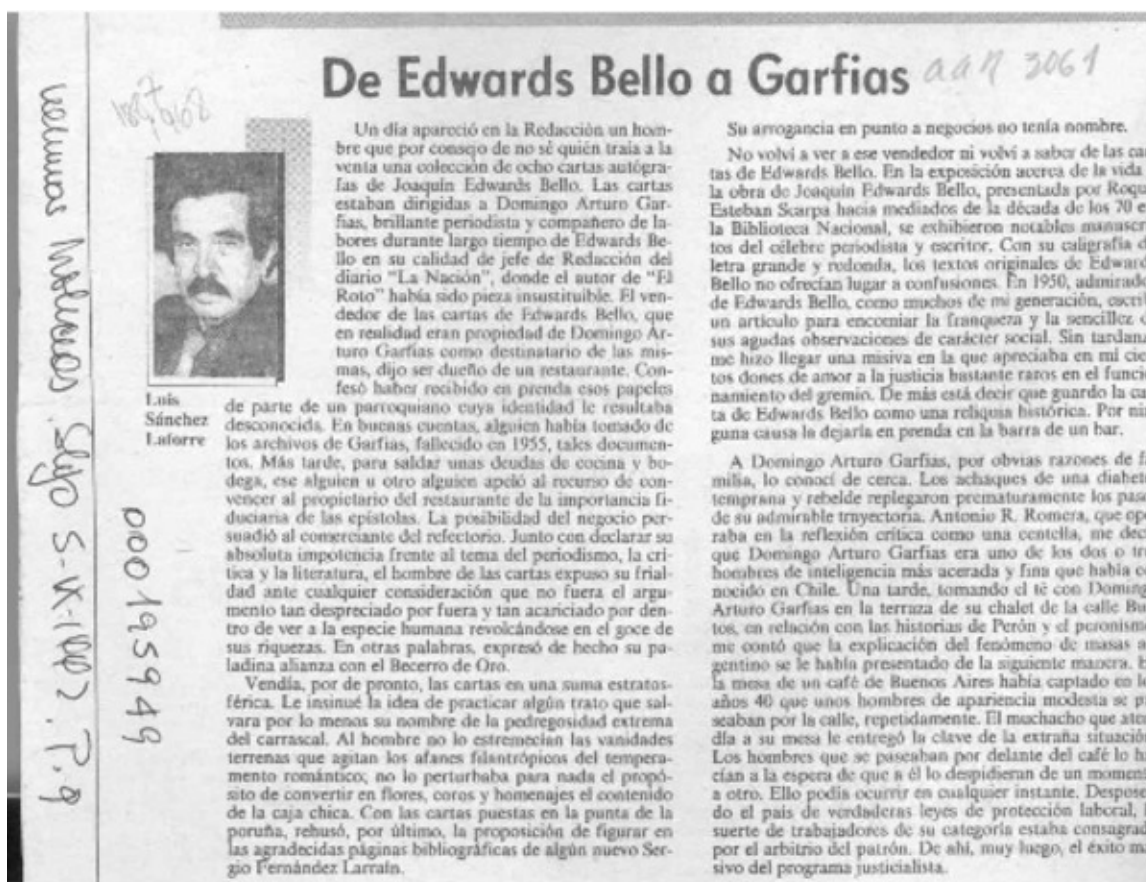 De Edwards Bello a Garfias
aan 3061
Un día apareció en la Redacción un hom-
bre que por consejo de no sé quién traía a la
venta una colección de ocho cartas autógra-
fas de Joaquín Edwards Bello. Las cartas
estaban dirigidas a Domingo Arturo Gar-
fias, brillante periodista y compañero de la-
bores durante largo tiempo de Edwards Be-
llo en su calidad de jefe de Redacción del
diario "La Nación", donde el autor de "El
Roto" había sido pieza insustituible. El ven-
dedor de las cartas de Edwards Bello, que
en realidad eran propiedad de Domingo Ar-
turo Garfias como destinatario de las mis-
mas, dijo ser dueño de un restaurante. Con-
fesó haber recibido en prenda esos papeles
de parte de un parroquiano cuya identidad le resultaba
desconocida. En buenas cuentas, alguien había tomado de
los archivos de Garfias, fallecido en 1955, tales documen-
tos. Más tarde, para saldar unas deudas de cocina y bo-
dega, ese alguien u otro alguien apeló al recurso de con-
vencer al propietario del restaurante de la importancia fi-
duciaria de las epístolas. La posibilidad del negocio per-
suadió al comerciante del refectorio. Junto con declarar su
absoluta impotencia frente al tema del periodismo, la crí-
tica y la literatura, el hombre de las cartas expuso su frial-
dad ante cualquier consideración que no fuera el argu-
mento tan despreciado por fuera y tan acariciado por den-
tro de ver a la especie humana revolcándose en el goce de
sus riquezas. En otras palabras, expresó de hecho su pa-
ladina alianza con el Becerro de Oro.
Vendía, por de pronto, las cartas en una suma estratos-
férica. Le insinué la idea de practicar algún trato que sal-
vara por lo menos su nombre de la pedregosidad extrema
del carrascal. Al hombre no lo estremecían las vanidades
terrenas que agitan los afanes filantrópicos del tempera-
mento romántico; no lo perturbaba para nada el propó-
sito de convertir en flores, coros y homenajes el contenido
de la caja chica. Con las cartas puestas en la punta de la
poruña, rehusó, por último, la proposición de figurar en
las agradecidas páginas bibliográficas de algún nuevo Ser-
gio Fernández Larraín.
Luis
Sánchez
Latorre
Su arrogancia en punto a negocios no tenía nombre.
No volví a ver a ese vendedor ni volví a saber de las car
tas de Edwards Bello. En la exposición acerca de la vida
la obra de Joaquín Edwards Bello, presentada por Roqu
Esteban Scarpa hacia mediados de la década de los 70 e
la Biblioteca Nacional, se exhibieron notables manuscri
tos del célebre periodista y escritor. Con su caligrafía d
letra grande y redonda, los textos originales de Edward
Bello no ofrecían lugar a confusiones. En 1950, admirado
de Edwards Bello, como muchos de mi generación, escri
un artículo para encomiar la franqueza y la sencillez d
sus agudas observaciones de carácter social. Sin tardanz
me hizo llegar una misiva en la que apreciaba en mí cie
tos dones de amor a la justicia bastante raros en el funcio
namiento del gremio. De más está decir que guardo la ca
ta de Edwards Bello como una reliquia histórica. Por nin
guna causa la dejaría en prenda en la barra de un bar.
A Domingo Arturo Garfias, por obvias razones de fa
milia, lo conocí de cerca. Los achaques de una diabete
temprana y rebelde replegaron prematuramente los paso
de su admirable trayectoria. Antonio R. Romera, que ope
raba en la reflexión crítica como una centella, me decí
que Domingo Arturo Garfias era uno de los dos o tre
hombres de inteligencia más acerada y fina que había co
nocido en Chile. Una tarde, tomando el té con Doming
Arturo Garfias en la terraza de su chalet de la calle Bu
tos, en relación con las historias de Perón y el peronismo
me contó que la explicación del fenómeno de masas a
gentino se le había presentado de la siguiente manera.
la mesa de un café de Buenos Aires había captado en lo
años 40 que unos hombres de apariencia modesta se pa
seaban por la calle, repetidamente. El muchacho que aten
día a su mesa le entregó la clave de la extraña situación
Los hombres que se paseaban por delante del café lo ha
cían a la espera de que a él lo despidieran de un momen
a otro. Ello podía ocurrir en cualquier instante. Despose
do el país de verdaderas leyes de protección laboral,
suerte de trabajadores de su categoría estaba consagrad
por el arbitrio del patrón. De ahí, muy luego, el éxito ma
sivo del programa justicialista.
000195949
P. 9